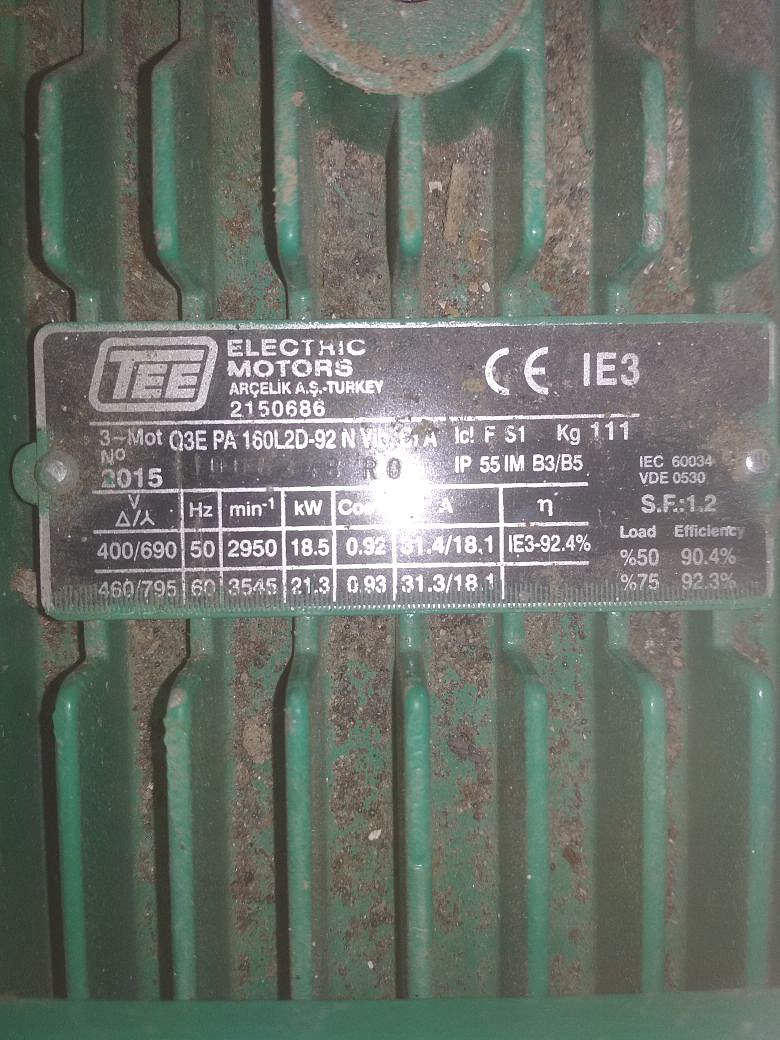 TEE
ELECTRIC
MOTORS
ARÇELİK A.Ş.-TURKEY
2150686
CE IE3
3~Mot Q3E PA 160L2D-92 N Icl F S1 Kg 111
No
2015 R0 IP 55 IM B3/B5
IEC 60034
VDE 0530
V Δ/⅄ Hz min⁻¹ kW A η S.F.:1.2
400/690 50 2950 18.5 0.92 31.4/18.1 IE3-92.4%
460/795 60 3545 21.3 0.93 31.3/18.1
Load Efficiency
%50 90.4%
%75 92.3%